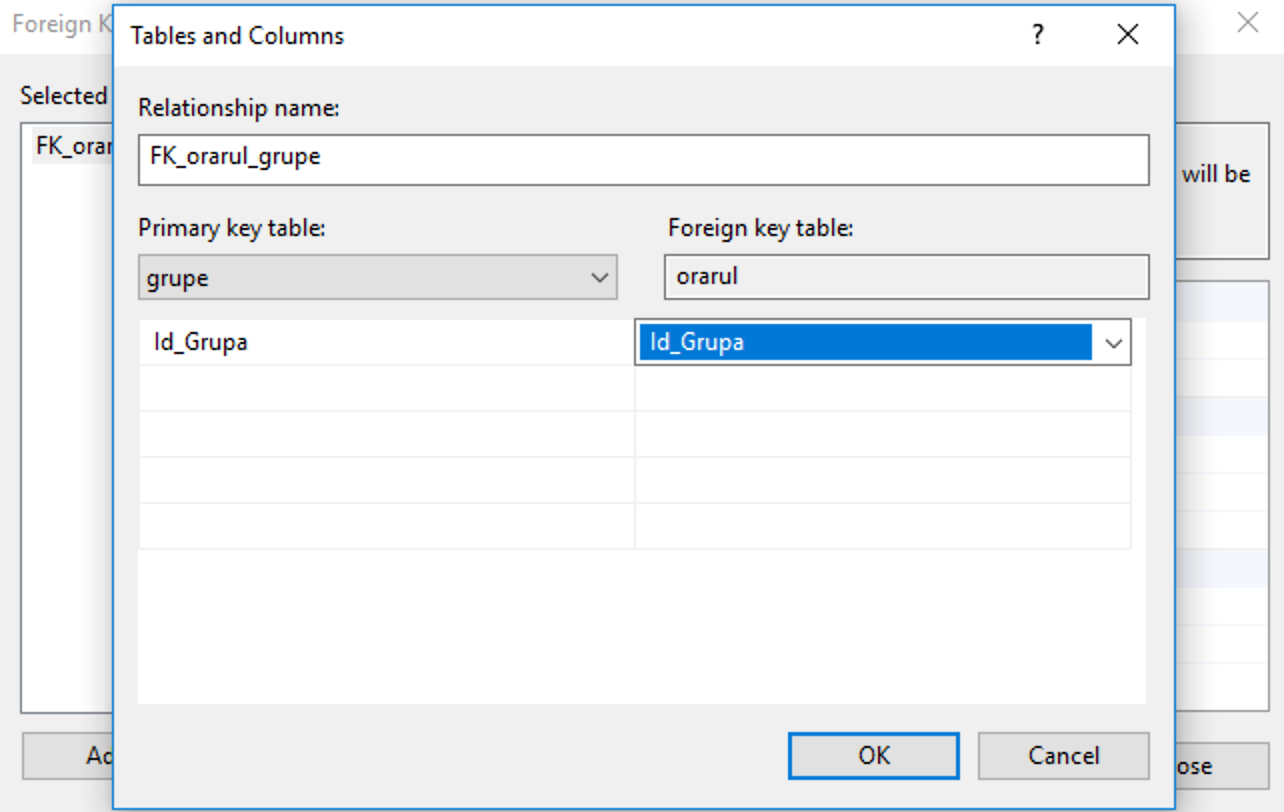 Foreign K
Tables and Columns
?
Selected
Relationship name:
FK_orar
FK_orarul_grupe
will be
Primary key table:
Foreign key table:
grupe
orarul
Id_Grupa
Id_Grupa
OK
Cancel
Ad
ose